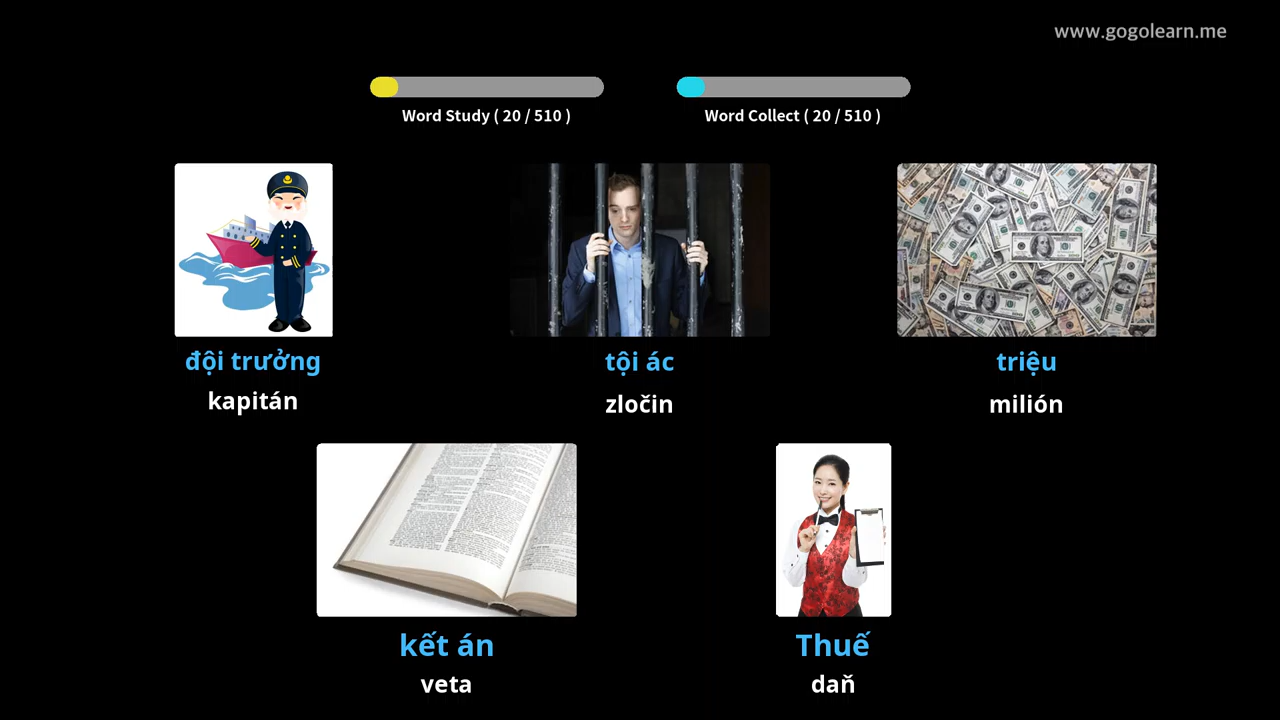 www.gogolearn.me
Word Study ( 20 / 510 )
Word Collect ( 20 / 510 )
đội trưởng
kapitán
tội ác
zločin
triệu
milión
kết án
veta
Thuế
daň